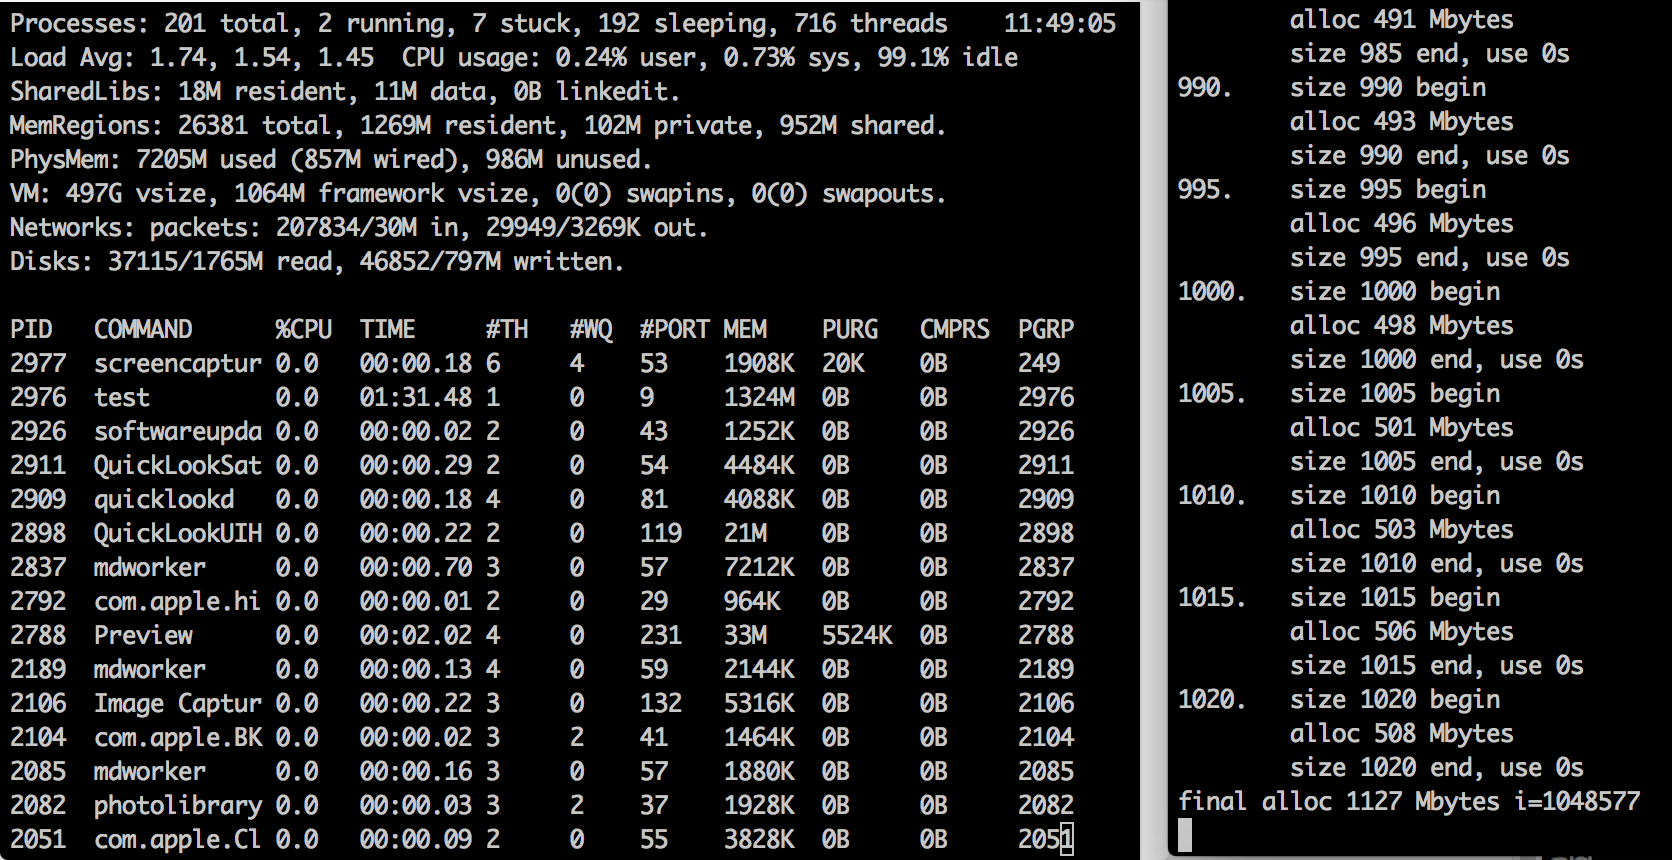 Processes: 201 total, 2 running, 7 stuck, 192 sleeping, 716 threads    11:49:05
Load Avg: 1.74, 1.54, 1.45  CPU usage: 0.24% user, 0.73% sys, 99.1% idle
SharedLibs: 18M resident, 11M data, 0B linkedit.
MemRegions: 26381 total, 1269M resident, 102M private, 952M shared.
PhysMem: 7205M used (857M wired), 986M unused.
VM: 497G vsize, 1064M framework vsize, 0(0) swapins, 0(0) swapouts.
Networks: packets: 207834/30M in, 29949/3269K out.
Disks: 37115/1765M read, 46852/797M written.
PID   COMMAND      %CPU  TIME     #TH   #WQ  #PORT MEM    PURG   CMPRS  PGRP
2977  screencaptur 0.0   00:00.18 6     4    53    1908K  20K    0B     249
2976  test         0.0   01:31.48 1     0    9     1324M  0B     0B     2976
2926  softwareupda 0.0   00:00.02 2     0    43    1252K  0B     0B     2926
2911  QuickLookSat 0.0   00:00.29 2     0    54    4484K  0B     0B     2911
2909  quicklookd   0.0   00:00.18 4     0    81    4088K  0B     0B     2909
2898  QuickLookUIH 0.0   00:00.22 2     0    119   21M    0B     0B     2898
2837  mdworker     0.0   00:00.70 3     0    57    7212K  0B     0B     2837
2792  com.apple.hi 0.0   00:00.01 2     0    29    964K   0B     0B     2792
2788  Preview      0.0   00:02.02 4     0    231   33M    5524K  0B     2788
2189  mdworker     0.0   00:00.13 4     0    59    2144K  0B     0B     2189
2106  Image Captur 0.0   00:00.22 3     0    132   5316K  0B     0B     2106
2104  com.apple.BK 0.0   00:00.02 3     2    41    1464K  0B     0B     2104
2085  mdworker     0.0   00:00.16 3     0    57    1880K  0B     0B     2085
2082  photolibrary 0.0   00:00.03 3     2    37    1928K  0B     0B     2082
2051  com.apple.Cl 0.0   00:00.09 2     0    55    3828K  0B     0B     2051
alloc 491 Mbytes
size 985 end, use 0s
990.    size 990 begin
alloc 493 Mbytes
size 990 end, use 0s
995.    size 995 begin
alloc 496 Mbytes
size 995 end, use 0s
1000.   size 1000 begin
alloc 498 Mbytes
size 1000 end, use 0s
1005.   size 1005 begin
alloc 501 Mbytes
size 1005 end, use 0s
1010.   size 1010 begin
alloc 503 Mbytes
size 1010 end, use 0s
1015.   size 1015 begin
alloc 506 Mbytes
size 1015 end, use 0s
1020.   size 1020 begin
alloc 508 Mbytes
size 1020 end, use 0s
final alloc 1127 Mbytes i=1048577